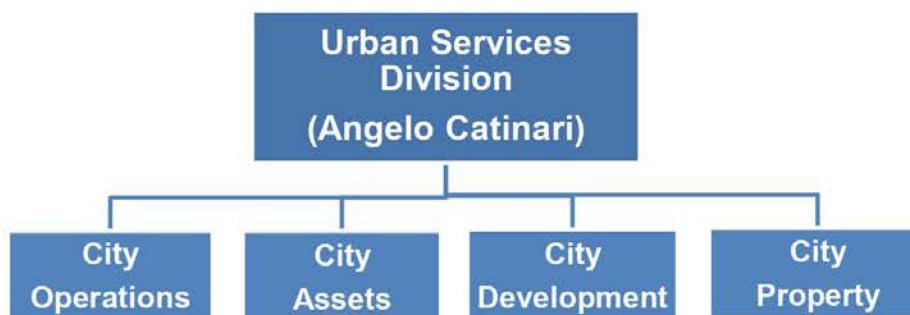 Urban Services
Division
(Angelo Catinari)
City
Operations
City
Assets
City
Development
City
Property